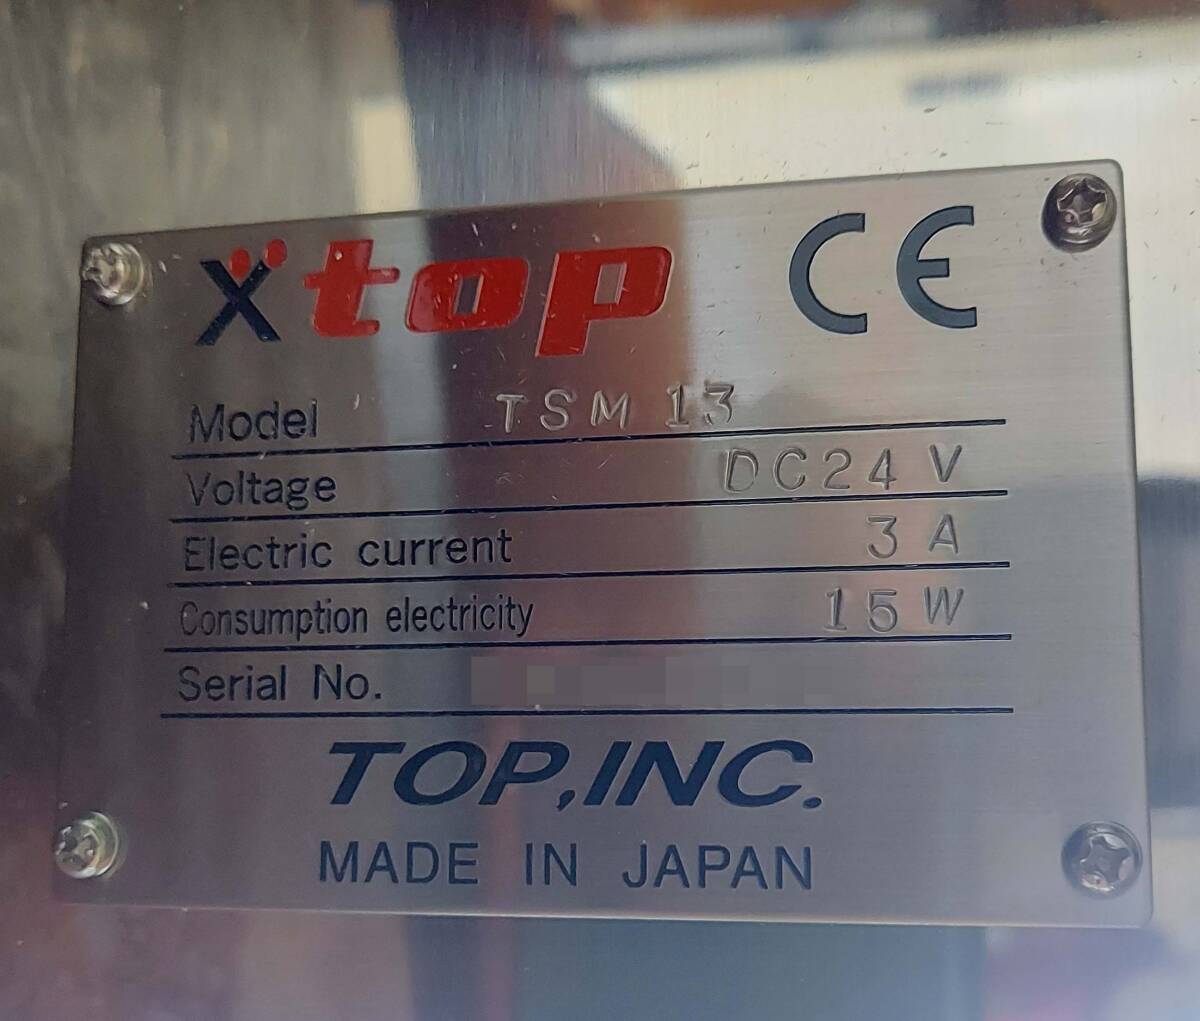 Xtop CE
Model TSM 13
Voltage DC24 V
Electric current 3 A
Consumption electricity 15 W
Serial No.
TOP,INC.
MADE IN JAPAN